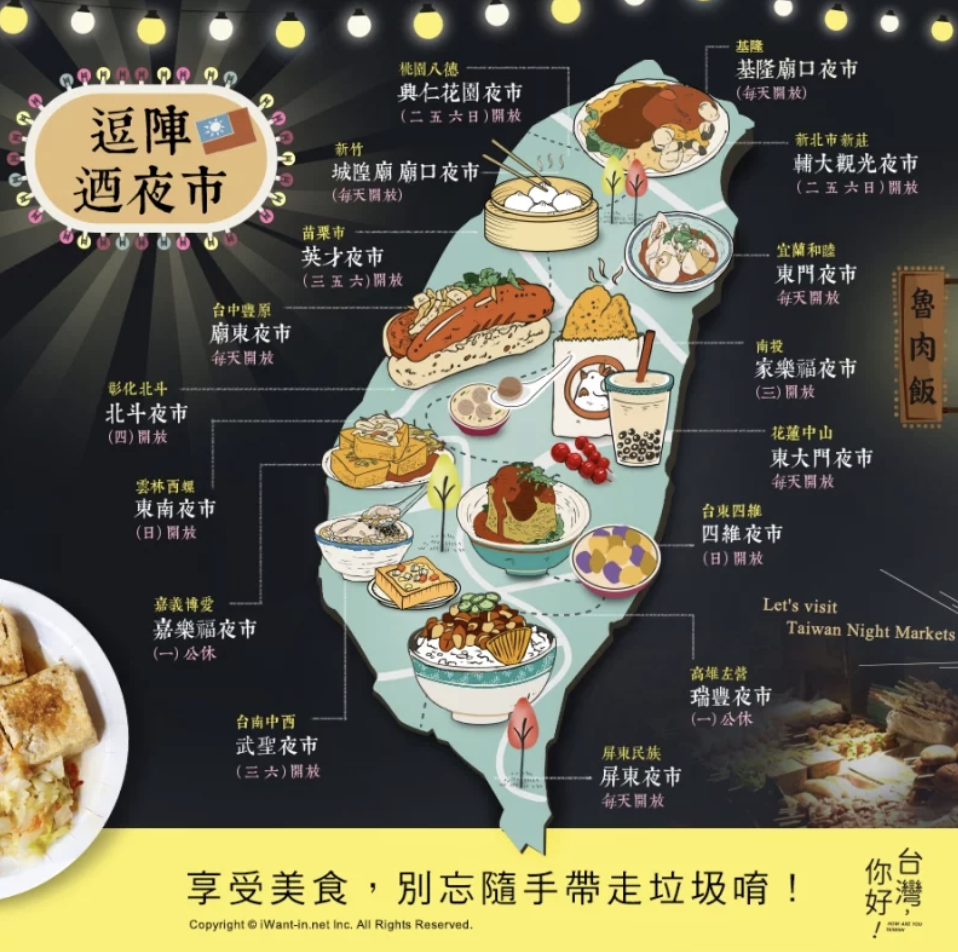 逗陣
迺夜市
桃園八德
興仁花園夜市
(二五六日)開放
新竹
城隍廟廟口夜市
(每天開放)
苗栗市
英才夜市
(三五六)開放
台中豐原
廟東夜市
每天開放
彰化北斗
北斗夜市
(四)開放
雲林西螺
東南夜市
(日)開放
嘉義博愛
嘉樂福夜市
(一)公休
台南中西
武聖夜市
(三六)開放
基隆
基隆廟口夜市
(每天開放)
新北市新莊
輔大觀光夜市
(二五六日)開放
宜蘭和睦
東門夜市
每天開放
南投
家樂福夜市
(三)開放
花蓮中山
東大門夜市
每天開放
台東四維
四維夜市
(日)開放
高雄左營
瑞豐夜市
(一)公休
屏東民族
屏東夜市
每天開放
魯肉飯
Let's visit
Taiwan Night Markets
享受美食，別忘隨手帶走垃圾唷！
Copyright © iWant-in.net Inc. All Rights Reserved.
台灣，
你好！
HOW ARE YOU
TAIWAN